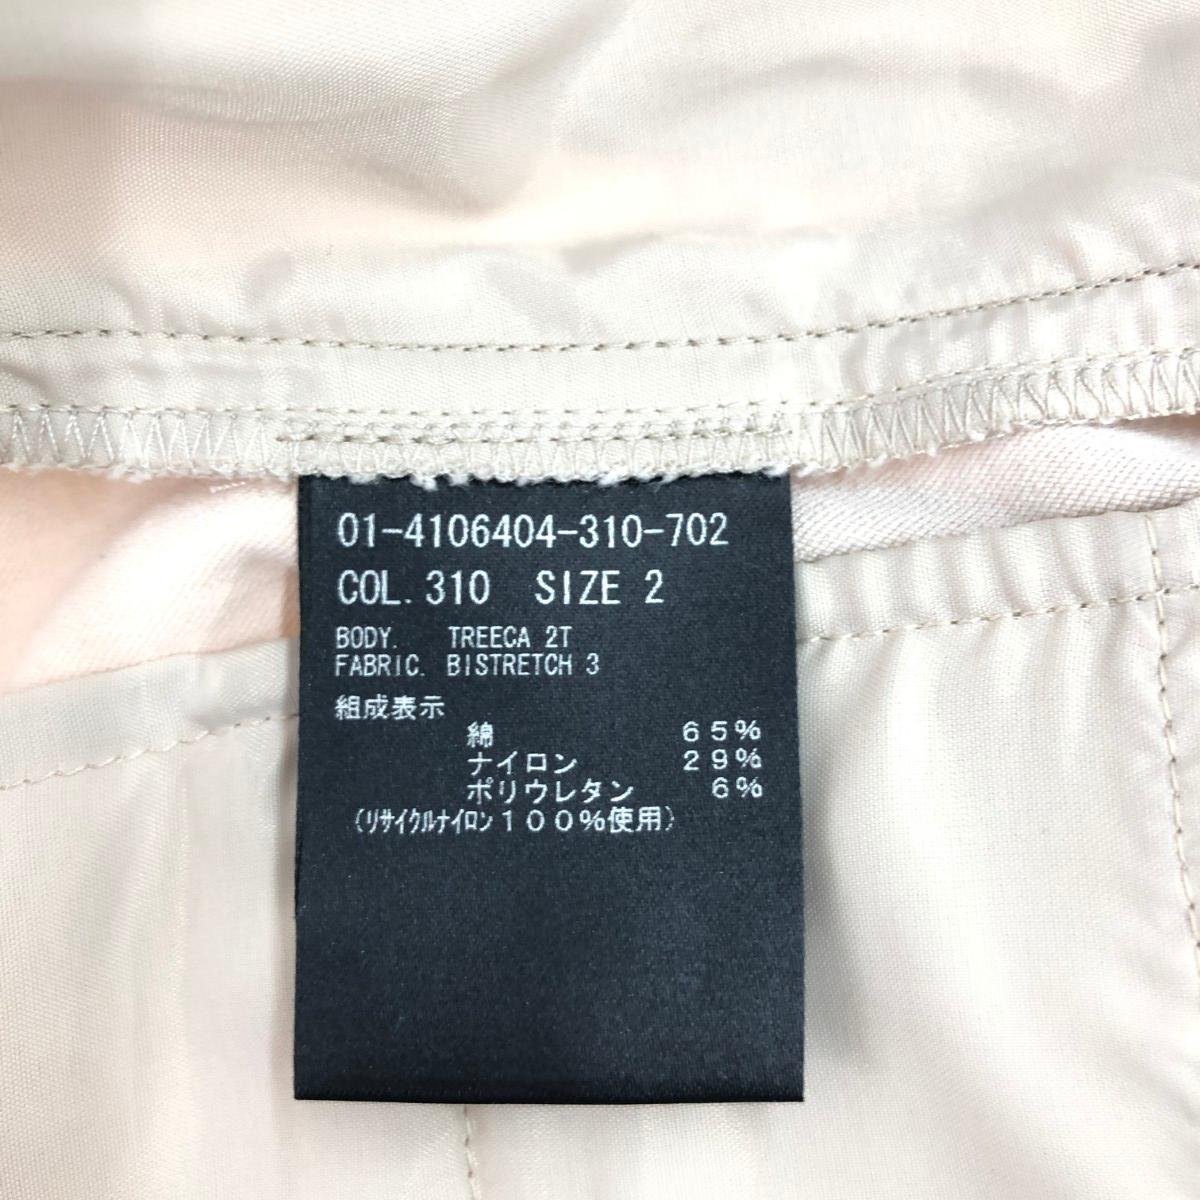 01-4106404-310-702
COL. 310 SIZE 2
BODY. TREECA 2T
FABRIC. BISTRETCH 3
組成表示
綿 65%
ナイロン 29%
ポリウレタン 6%
(ﾘｻｲｸﾙﾅｲﾛﾝ100%使用)